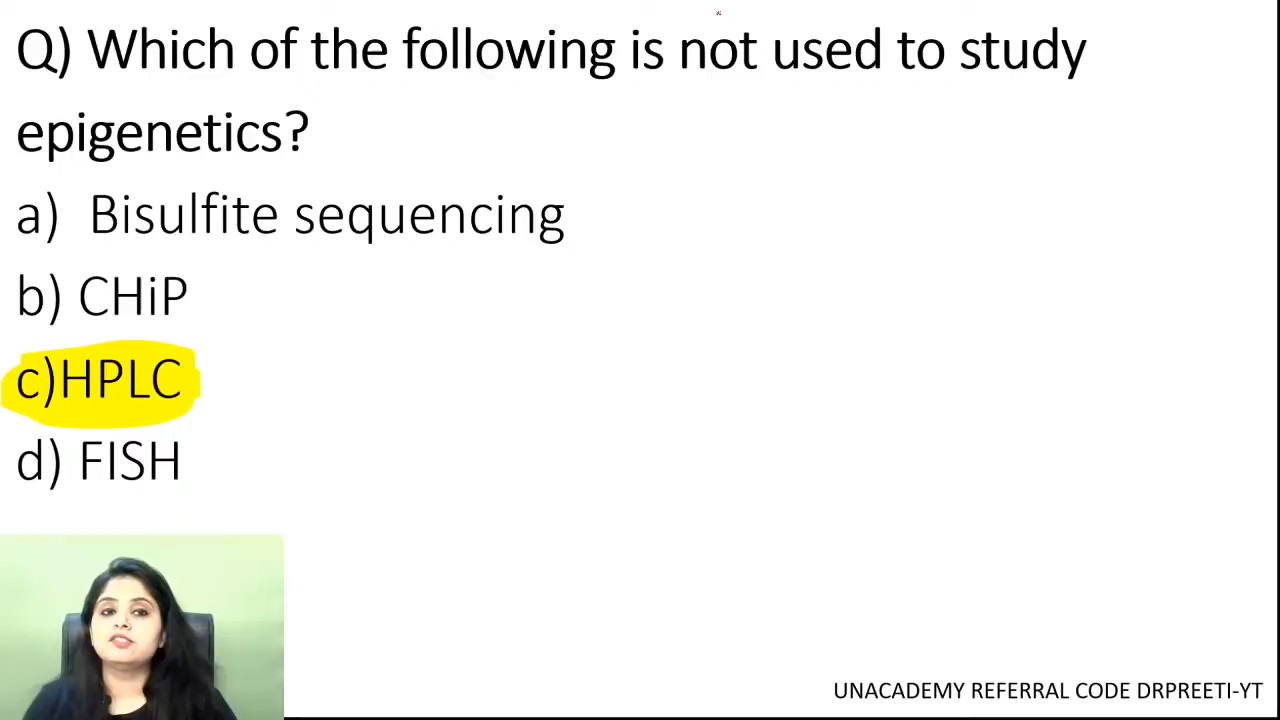 Q) Which of the following is not used to study
epigenetics?
a) Bisulfite sequencing
b) CHiP
c)HPLC
d) FISH
UNACADEMY REFERRAL CODE DRPREETI-YT